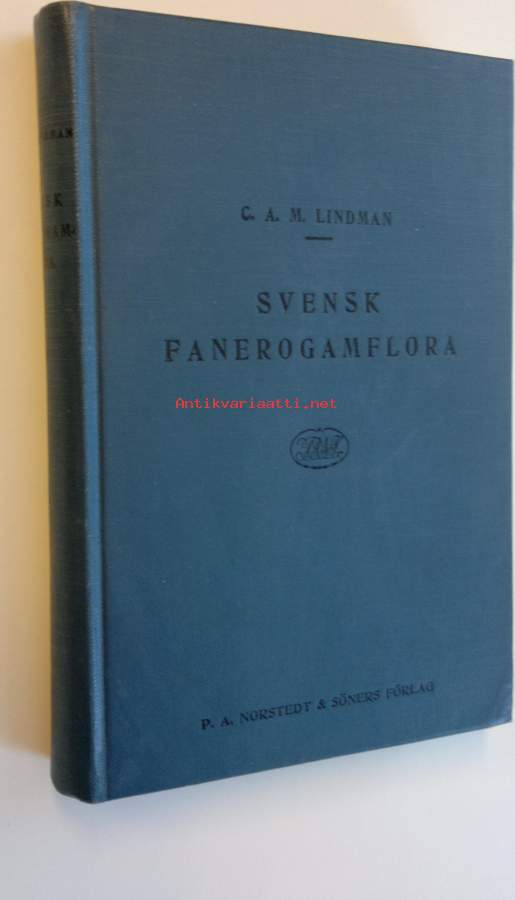 C. A. M. LINDMAN
SVENSK
FANEROGAMFLORA
Antikvariaatti.net
P. A. NORSTEDT & SÖNERS FÖRLAG